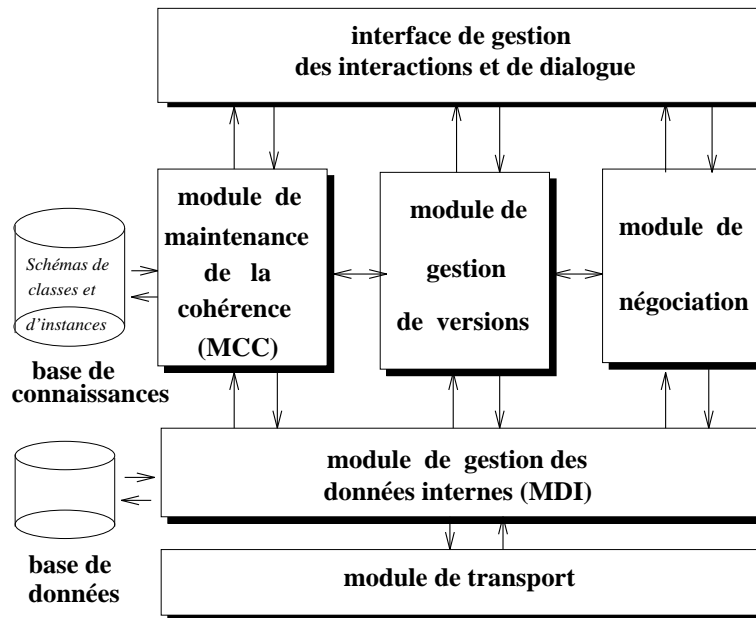 interface de gestion
des interactions et de dialogue
module de
maintenance
de la
cohérence
(MCC)
module de
gestion
de versions
module de
négociation
Schémas de
classes et
d'instances
base de
connaissances
module de gestion des
données internes (MDI)
base de
données
module de transport